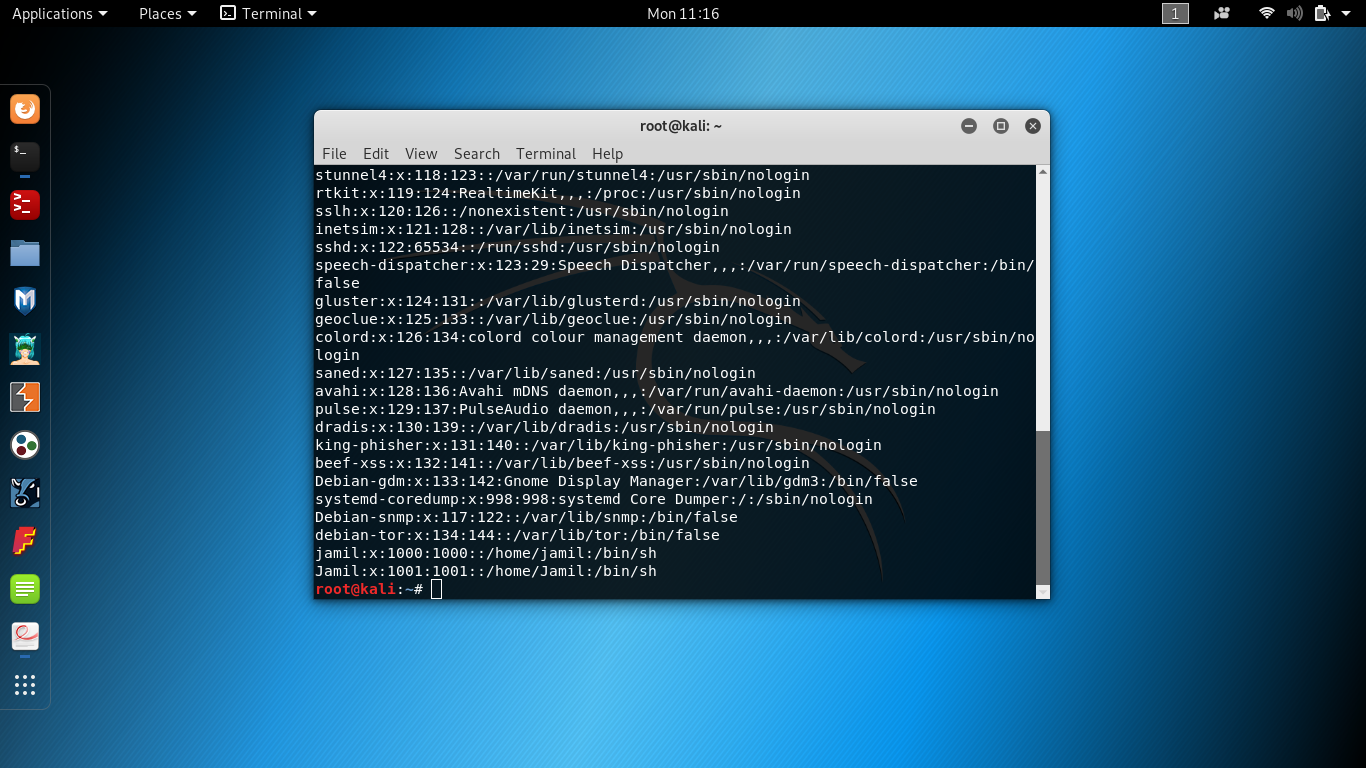 Applications Places Terminal Mon 11:16 1
root@kali: ~
File Edit View Search Terminal Help
stunnel4:x:118:123::/var/run/stunnel4:/usr/sbin/nologin
rtkit:x:119:124:RealtimeKit,,,:/proc:/usr/sbin/nologin
sslh:x:120:126::/nonexistent:/usr/sbin/nologin
inetsim:x:121:128::/var/lib/inetsim:/usr/sbin/nologin
sshd:x:122:65534::/run/sshd:/usr/sbin/nologin
speech-dispatcher:x:123:29:Speech Dispatcher,,,:/var/run/speech-dispatcher:/bin/
false
gluster:x:124:131::/var/lib/glusterd:/usr/sbin/nologin
geoclue:x:125:133::/var/lib/geoclue:/usr/sbin/nologin
colord:x:126:134:colord colour management daemon,,,:/var/lib/colord:/usr/sbin/no
login
saned:x:127:135::/var/lib/saned:/usr/sbin/nologin
avahi:x:128:136:Avahi mDNS daemon,,,:/var/run/avahi-daemon:/usr/sbin/nologin
pulse:x:129:137:PulseAudio daemon,,,:/var/run/pulse:/usr/sbin/nologin
dradis:x:130:139::/var/lib/dradis:/usr/sbin/nologin
king-phisher:x:131:140::/var/lib/king-phisher:/usr/sbin/nologin
beef-xss:x:132:141::/var/lib/beef-xss:/usr/sbin/nologin
Debian-gdm:x:133:142:Gnome Display Manager:/var/lib/gdm3:/bin/false
systemd-coredump:x:998:998:systemd Core Dumper:/:/sbin/nologin
Debian-snmp:x:117:122::/var/lib/snmp:/bin/false
debian-tor:x:134:144::/var/lib/tor:/bin/false
jamil:x:1000:1000::/home/jamil:/bin/sh
Jamil:x:1001:1001::/home/Jamil:/bin/sh
root@kali:~#